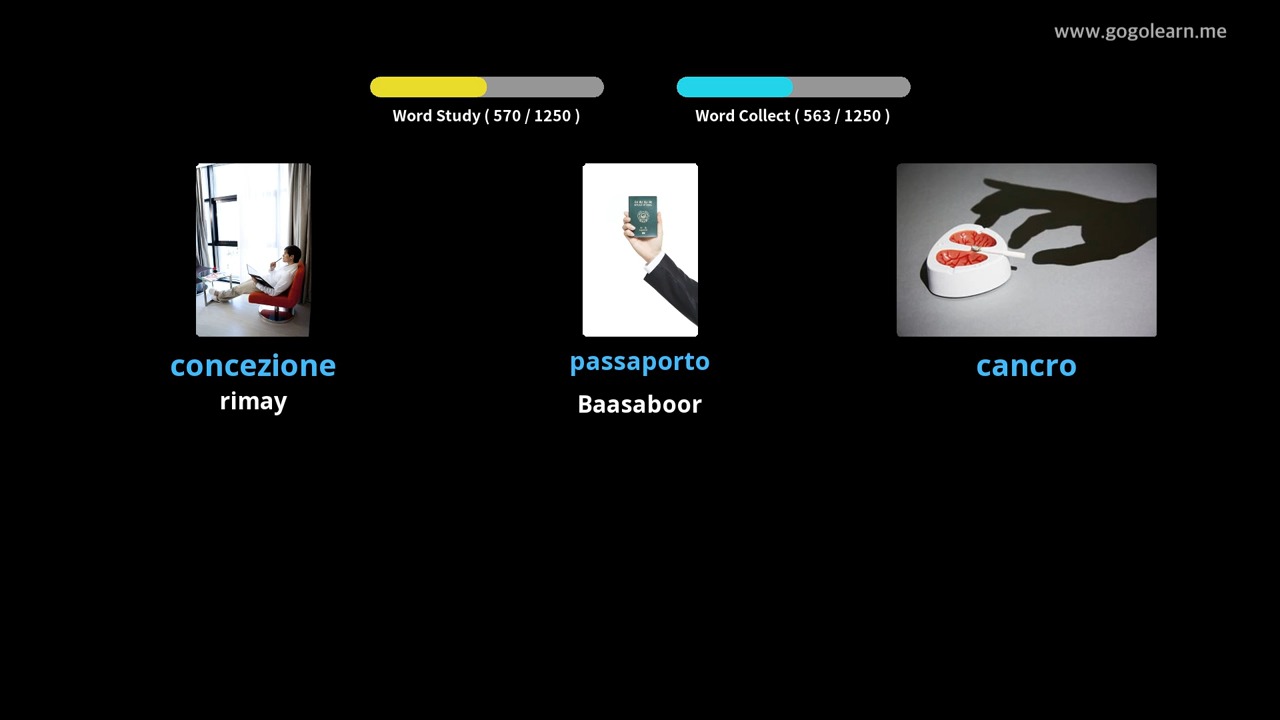 www.gogolearn.me
Word Study ( 570 / 1250 )
Word Collect ( 563 / 1250 )
concezione
rimay
passaporto
Baasaboor
cancro